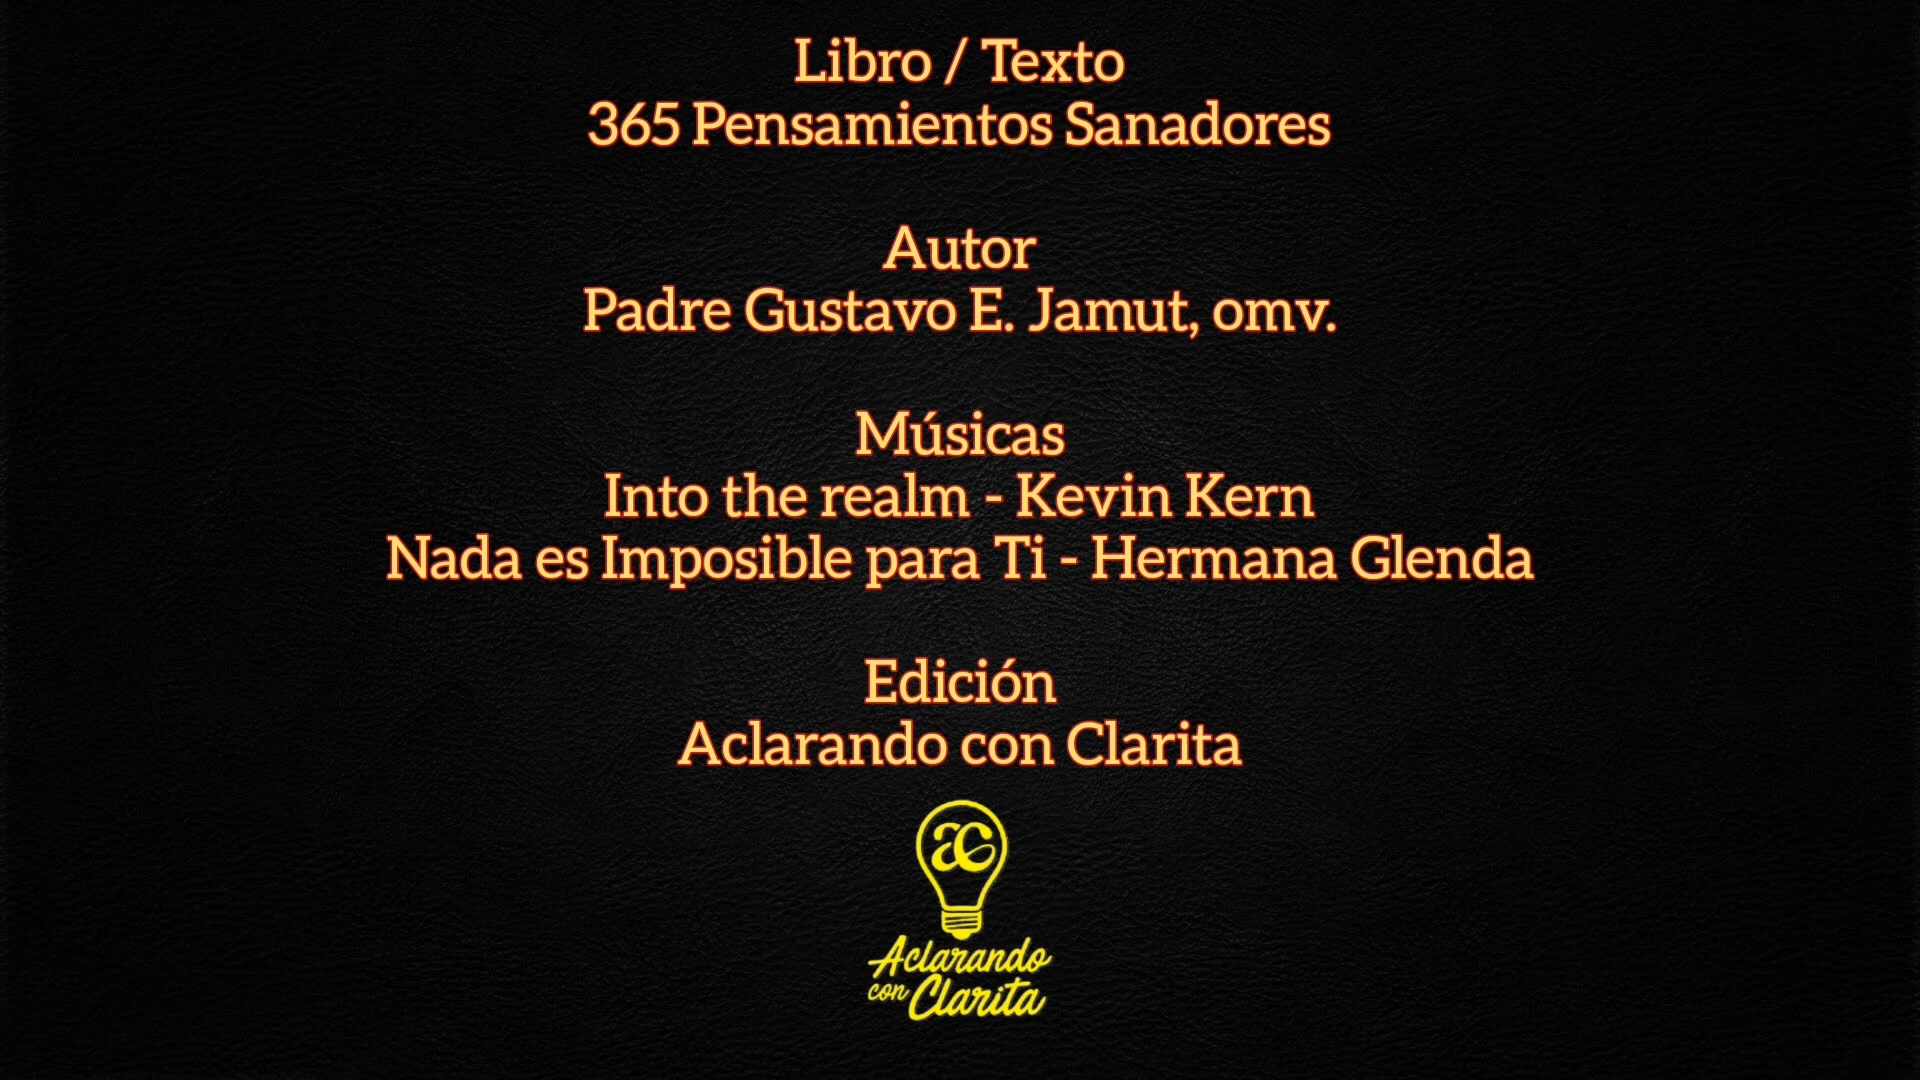 Libro / Texto
365 Pensamientos Sanadores
Autor
Padre Gustavo E. Jamut, omv.
Músicas
Into the realm - Kevin Kern
Nada es Imposible para Ti - Hermana Glenda
Edición
Aclarando con Clarita
ac
Aclarando
con Clarita